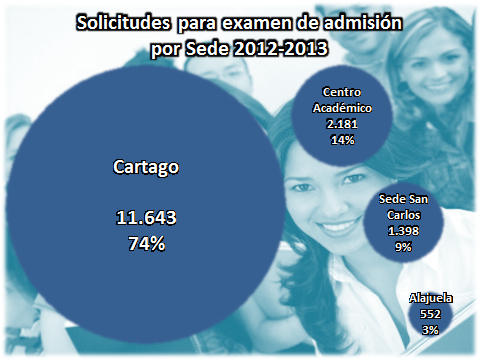 Solicitudes para examen de admisión
por Sede 2012-2013
Cartago
11.643
74%
Centro
Académico
2.181
14%
Sede San
Carlos
1.398
9%
Alajuela
552
3%